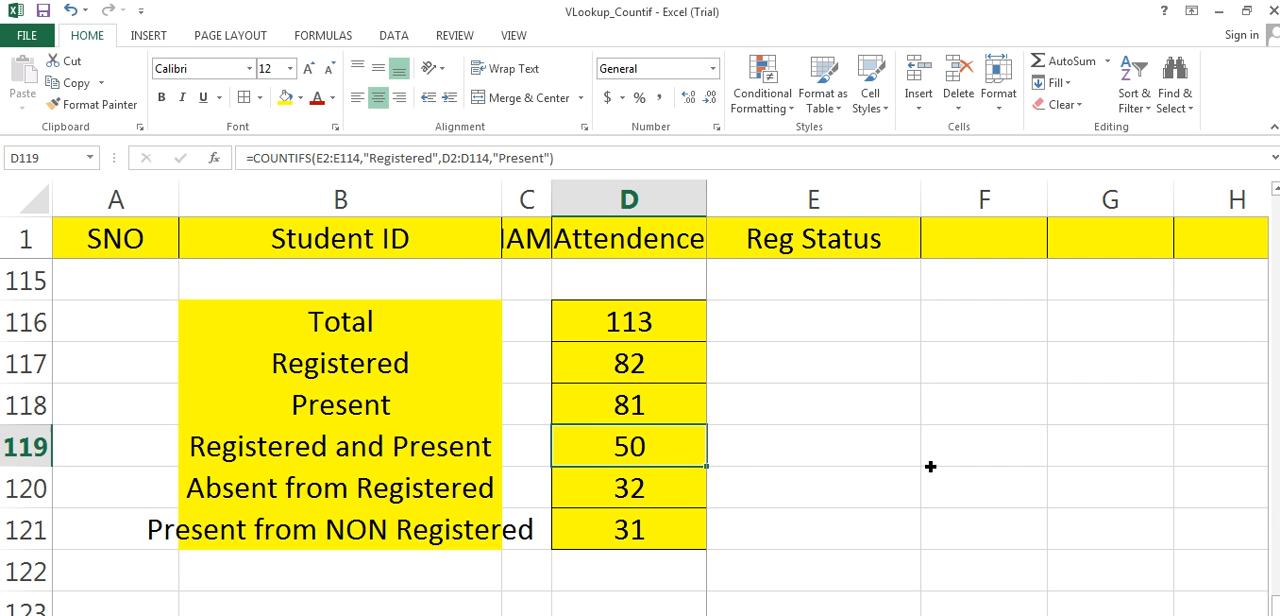 VLookup_Countif - Excel (Trial)
FILE HOME INSERT PAGE LAYOUT FORMULAS DATA REVIEW VIEW Sign in
Paste Cut Copy Format Painter Clipboard
Calibri 12 B I U A Font
Wrap Text Merge & Center Alignment
General $ % , Number
Conditional Formatting Format as Table Cell Styles Styles
Insert Delete Format Cells
AutoSum Fill Clear Sort & Filter Find & Select Editing
D119 fx =COUNTIFS(E2:E114,"Registered",D2:D114,"Present")
A B C D E F G H
1 SNO Student ID Attendence Reg Status
115
116 Total 113
117 Registered 82
118 Present 81
119 Registered and Present 50
120 Absent from Registered 32
121 Present from NON Registered 31
122
123